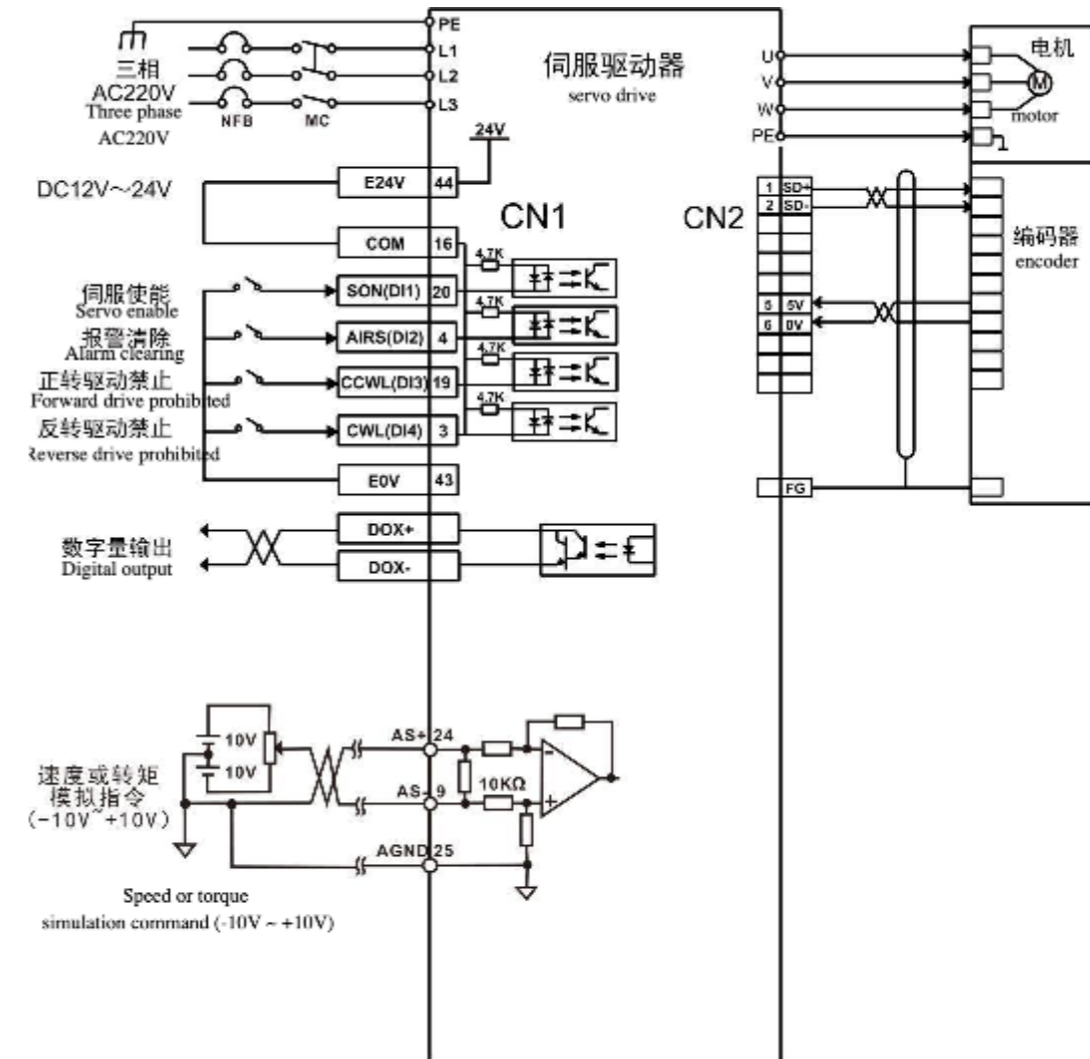 PE
L1
L2
L3
三相
AC220V
Three phase
AC220V
NFB
MC
伺服驱动器
servo drive
U
V
W
PE
电机
M
motor
24V
DC12V～24V
E24V 44
CN1
COM 16
4.7K
伺服使能
Servo enable
SON(DI1) 20
4.7K
报警清除
Alarm clearing
AIRS(DI2) 4
4.7K
正转驱动禁止
Forward drive prohibited
CCWL(DI3) 19
4.7K
反转驱动禁止
Reverse drive prohibited
CWL(DI4) 3
E0V 43
CN2
1 SD+
2 SD-
5 5V
6 0V
FG
编码器
encoder
数字量输出
Digital output
DOX+
DOX-
10V
10V
速度或转矩
模拟指令
(-10V~+10V)
AS+ 24
AS- 9
10KΩ
AGND 25
Speed or torque
simulation command (-10V ~ +10V)